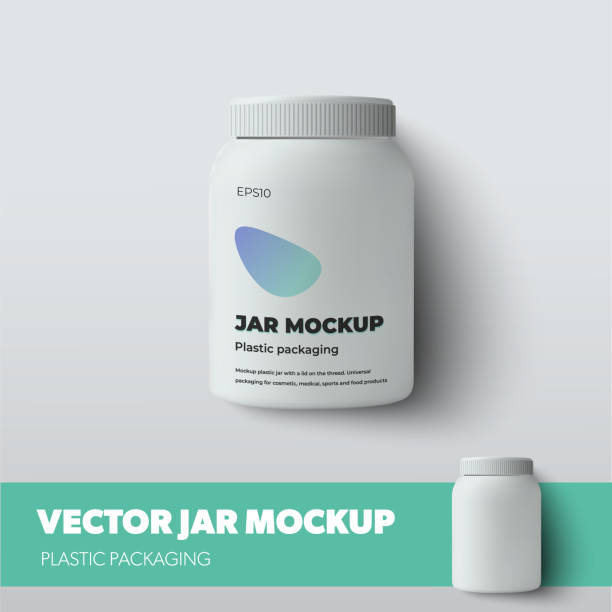 EPS10
JAR MOCKUP
Plastic packaging
Mockup plastic jar with a lid on the thread. Universal
packaging for cosmetic, medical, sports and food products
VECTOR JAR MOCKUP
PLASTIC PACKAGING